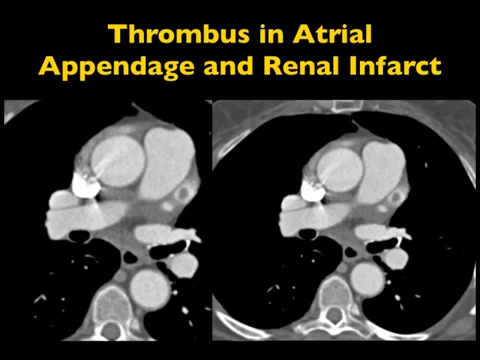 Thrombus in Atrial
Appendage and Renal Infarct